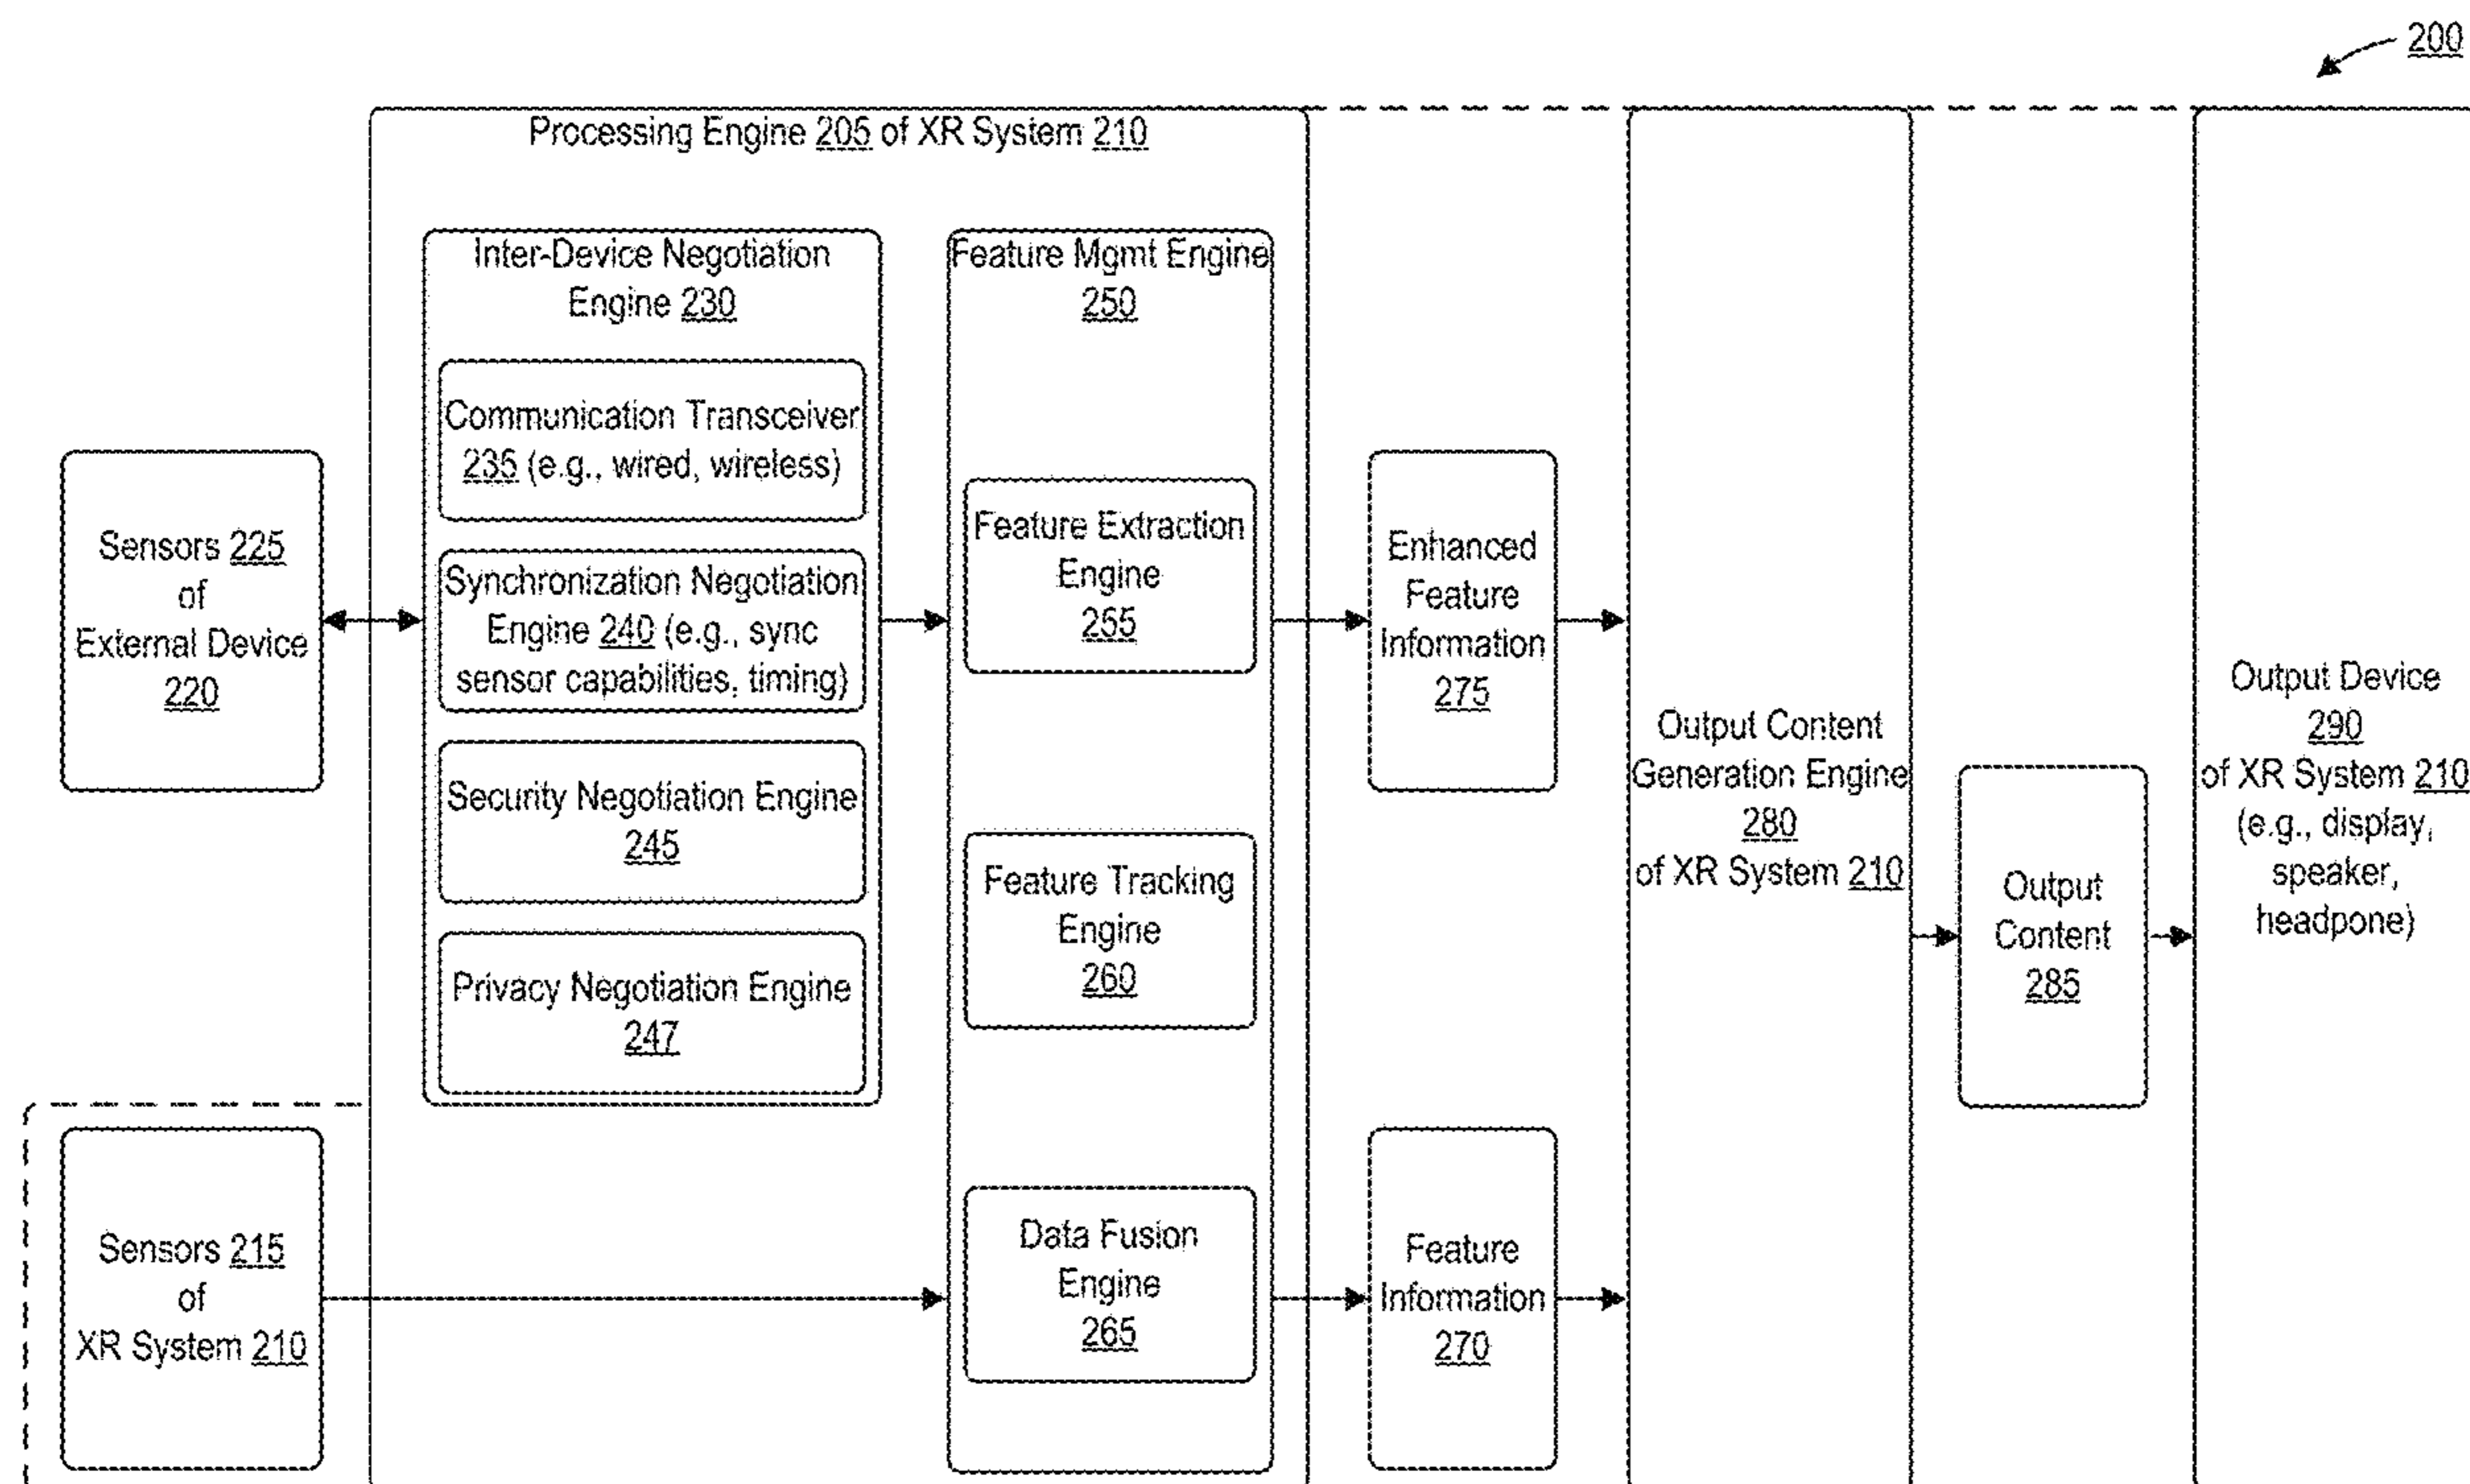 200
Processing Engine 205 of XR System 210
Inter-Device Negotiation
Engine 230
Communication Transceiver
235 (e.g., wired, wireless)
Synchronization Negotiation
Engine 240 (e.g., sync
sensor capabilities, timing)
Security Negotiation Engine
245
Privacy Negotiation Engine
247
Feature Mgmt Engine
250
Feature Extraction
Engine
255
Feature Tracking
Engine
260
Data Fusion
Engine
265
Sensors 225
of
External Device
220
Sensors 215
of
XR System 210
Enhanced
Feature
Information
275
Feature
Information
270
Output Content
Generation Engine
280
of XR System 210
Output
Content
285
Output Device
290
of XR System 210
(e.g., display,
speaker,
headpone)